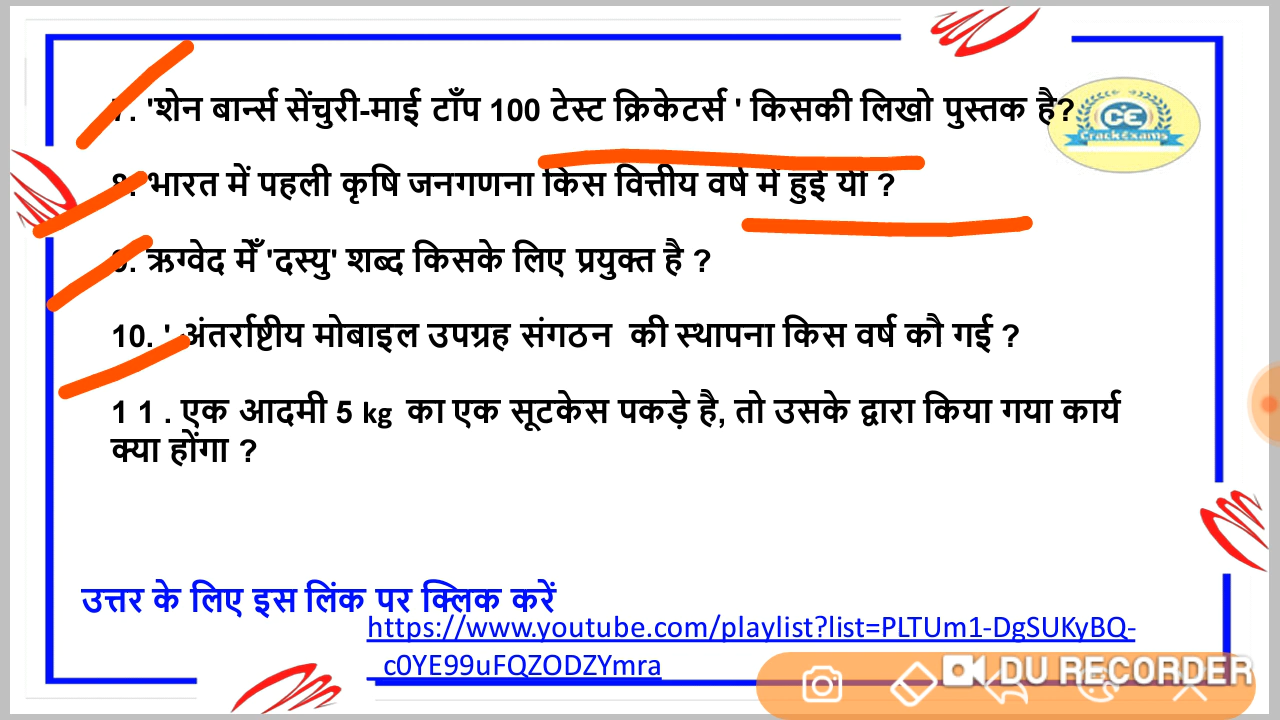 7. 'शेन बार्न्स सेंचुरी-माई टॉंप 100 टेस्ट क्रिकेटर्स ' किसकी लिखो पुस्तक है?
CE
CrackExams
8. भारत में पहली कृषि जनगणना किस वित्तीय वर्ष में हुई यी ?
9. ऋग्वेद मेंँ 'दस्यु' शब्द किसके लिए प्रयुक्त है ?
10. ' अंतर्राष्टीय मोबाइल उपग्रह संगठन की स्थापना किस वर्ष कौ गई ?
1 1 . एक आदमी 5 kg का एक सूटकेस पकड़े है, तो उसके द्वारा किया गया कार्य
क्या होंगा ?
उत्तर के लिए इस लिंक पर क्लिक करें
https://www.youtube.com/playlist?list=PLTUm1-DgSUKyBQ-
c0YE99uFQZODZYmra
DU RECORDER